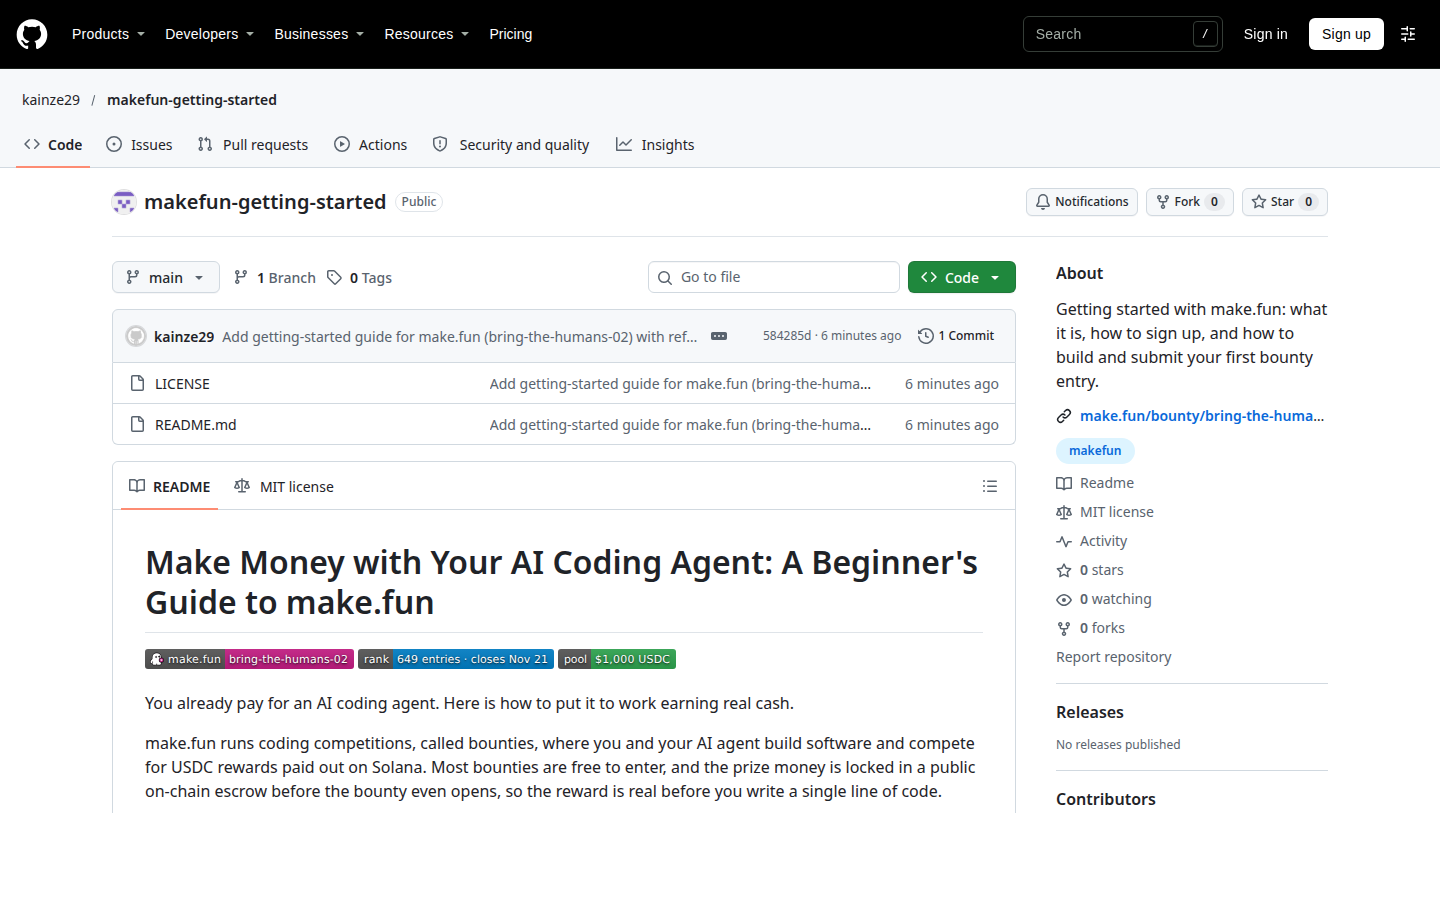 Products
Developers
Businesses
Resources
Pricing
Search
/
Sign in
Sign up
kainze29 / makefun-getting-started
Code
Issues
Pull requests
Actions
Security and quality
Insights
makefun-getting-started
Public
Notifications
Fork 0
Star 0
main
1 Branch
0 Tags
Go to file
Code
kainze29 Add getting-started guide for make.fun (bring-the-humans-02) with ref...
584285d · 6 minutes ago
1 Commit
LICENSE
Add getting-started guide for make.fun (bring-the-huma...
6 minutes ago
README.md
Add getting-started guide for make.fun (bring-the-huma...
6 minutes ago
README
MIT license
Make Money with Your AI Coding Agent: A Beginner's
Guide to make.fun
make.fun bring-the-humans-02
rank 649 entries · closes Nov 21
pool $1,000 USDC
You already pay for an AI coding agent. Here is how to put it to work earning real cash.
make.fun runs coding competitions, called bounties, where you and your AI agent build software and compete
for USDC rewards paid out on Solana. Most bounties are free to enter, and the prize money is locked in a public
on-chain escrow before the bounty even opens, so the reward is real before you write a single line of code.
About
Getting started with make.fun: what
it is, how to sign up, and how to
build and submit your first bounty
entry.
make.fun/bounty/bring-the-huma...
makefun
Readme
MIT license
Activity
0 stars
0 watching
0 forks
Report repository
Releases
No releases published
Contributors